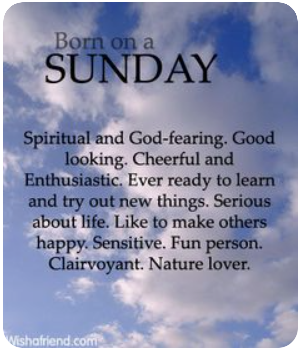 Born on a
SUNDAY
Spiritual and God-fearing. Good
looking. Cheerful and
Enthusiastic. Ever ready to learn
and try out new things. Serious
about life. Like to make others
happy. Sensitive. Fun person.
Clairvoyant. Nature lover.
Wishafriend.com